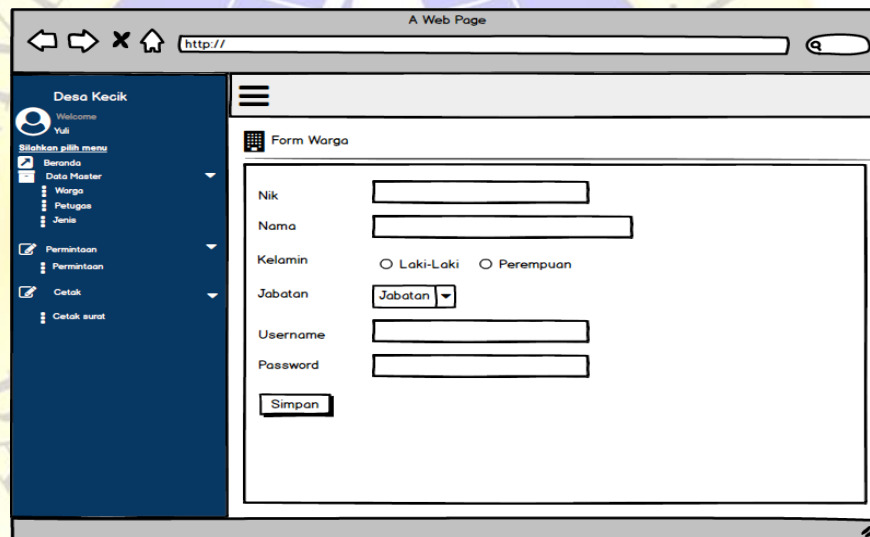 A Web Page
http://
Desa Kecik
Welcome
Yuli
Silahkan pilih menu
Beranda
Data Master
Warga
Petugas
Jenis
Permintaan
Permintaan
Cetak
Cetak surat
Form Warga
Nik
Nama
Kelamin
Laki-Laki
Perempuan
Jabatan
Jabatan
Username
Password
Simpan